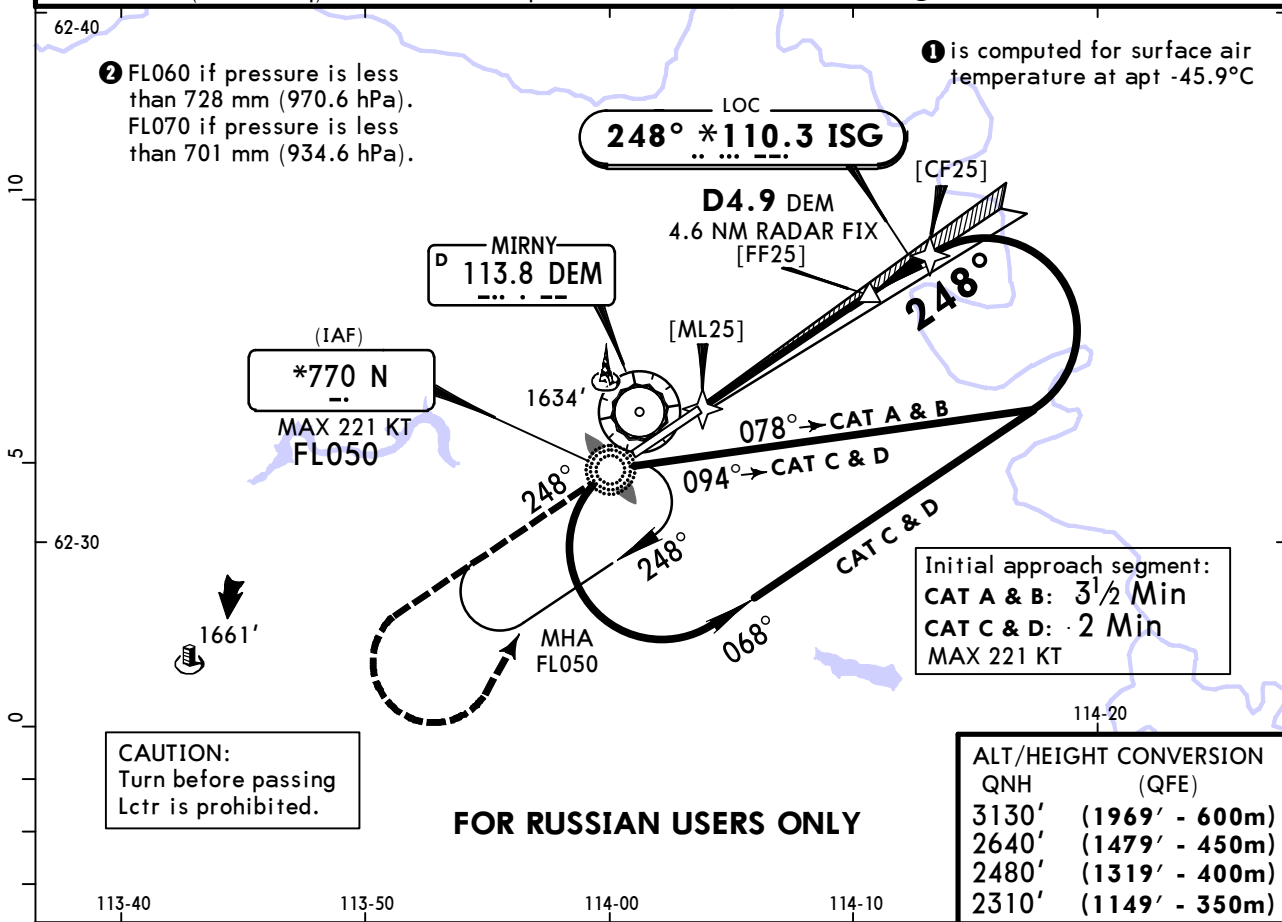 62-40
❷ FL060 if pressure is less
than 728 mm (970.6 hPa).
FL070 if pressure is less
than 701 mm (934.6 hPa).
❶ is computed for surface air
temperature at apt -45.9°C
LOC
248° *110.3 ISG
[CF25]
10
D4.9 DEM
4.6 NM RADAR FIX
[FF25]
MIRNY
D 113.8 DEM
248°
(IAF)
*770 N
MAX 221 KT
FL050
[ML25]
1634'
078° → CAT A & B
094° → CAT C & D
5
248°
248°
CAT C & D
62-30
Initial approach segment:
CAT A & B: 3½ Min
CAT C & D: 2 Min
MAX 221 KT
1661'
MHA
FL050
068°
0
114-20
CAUTION:
Turn before passing
Lctr is prohibited.
FOR RUSSIAN USERS ONLY
ALT/HEIGHT CONVERSION
QNH (QFE)
3130' (1969' - 600m)
2640' (1479' - 450m)
2480' (1319' - 400m)
2310' (1149' - 350m)
113-40 113-50 114-00 114-10